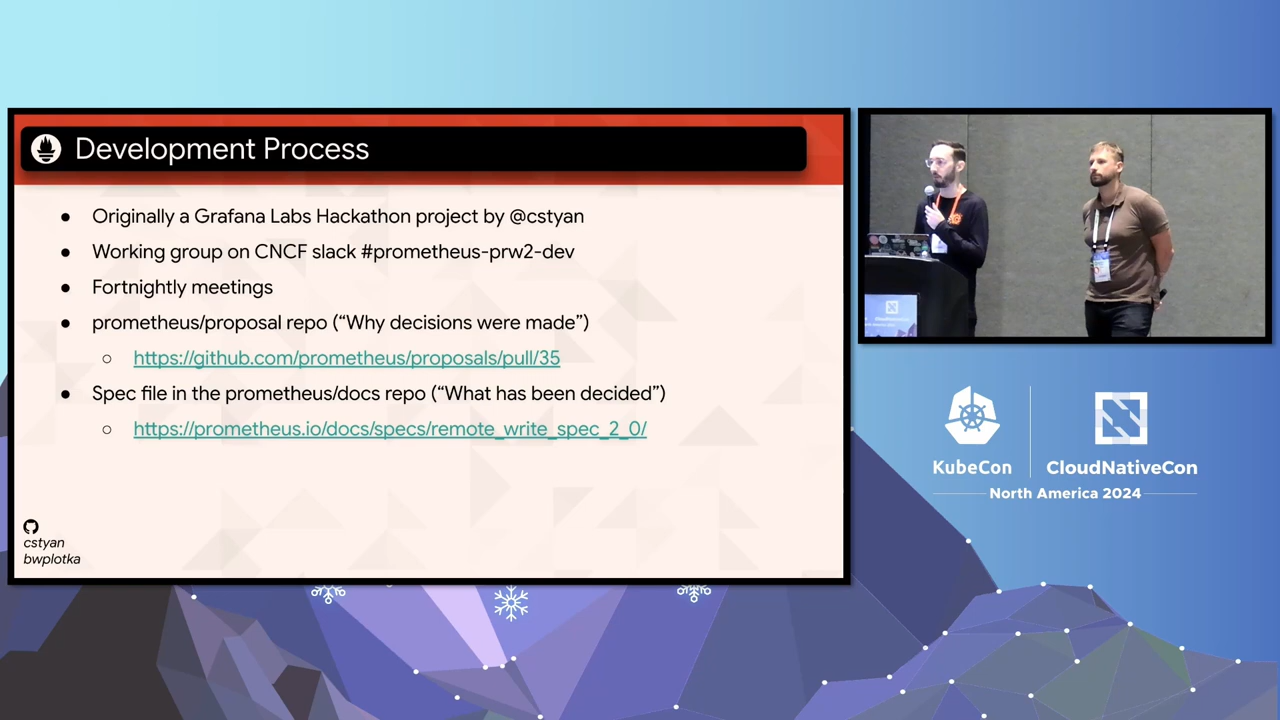 Development Process
● Originally a Grafana Labs Hackathon project by @cstyan
● Working group on CNCF slack #prometheus-prw2-dev
● Fortnightly meetings
● prometheus/proposal repo (“Why decisions were made”)
○ https://github.com/prometheus/proposals/pull/35
● Spec file in the prometheus/docs repo (“What has been decided”)
○ https://prometheus.io/docs/specs/remote_write_spec_2_0/
cstyan
bwplotka
KubeCon
CloudNativeCon
North America 2024